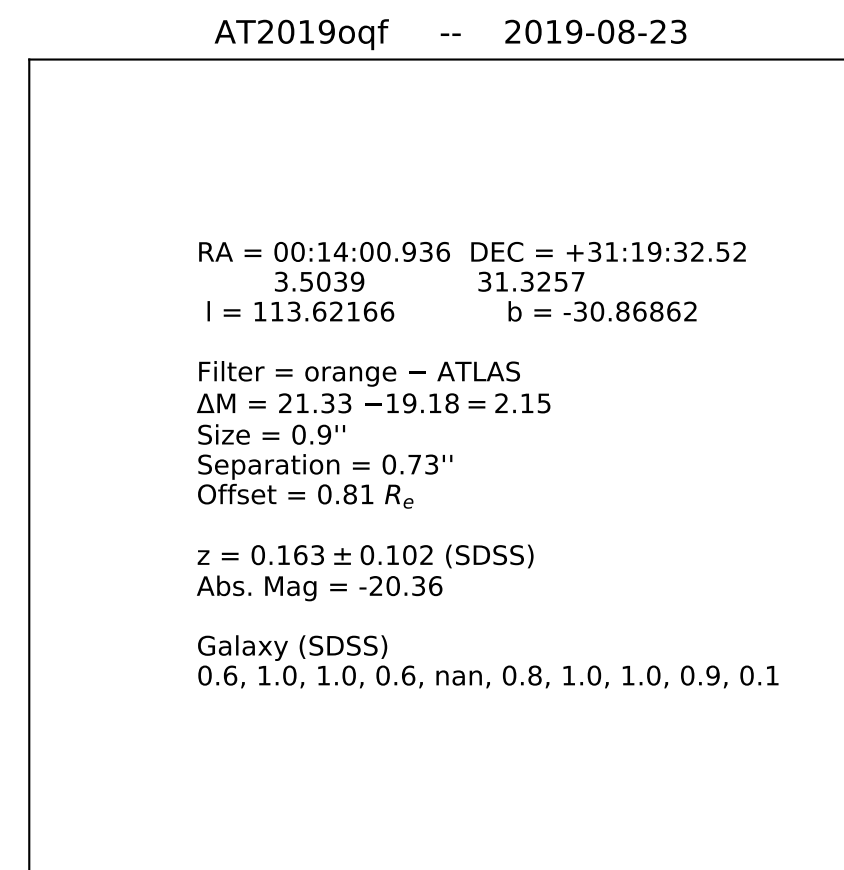 AT2019oqf -- 2019-08-23
RA = 00:14:00.936 DEC = +31:19:32.52
3.5039 31.3257
l = 113.62166 b = -30.86862
Filter = orange − ATLAS
ΔM = 21.33 −19.18 = 2.15
Size = 0.9''
Separation = 0.73''
Offset = 0.81 Re
z = 0.163 ± 0.102 (SDSS)
Abs. Mag = -20.36
Galaxy (SDSS)
0.6, 1.0, 1.0, 0.6, nan, 0.8, 1.0, 1.0, 0.9, 0.1